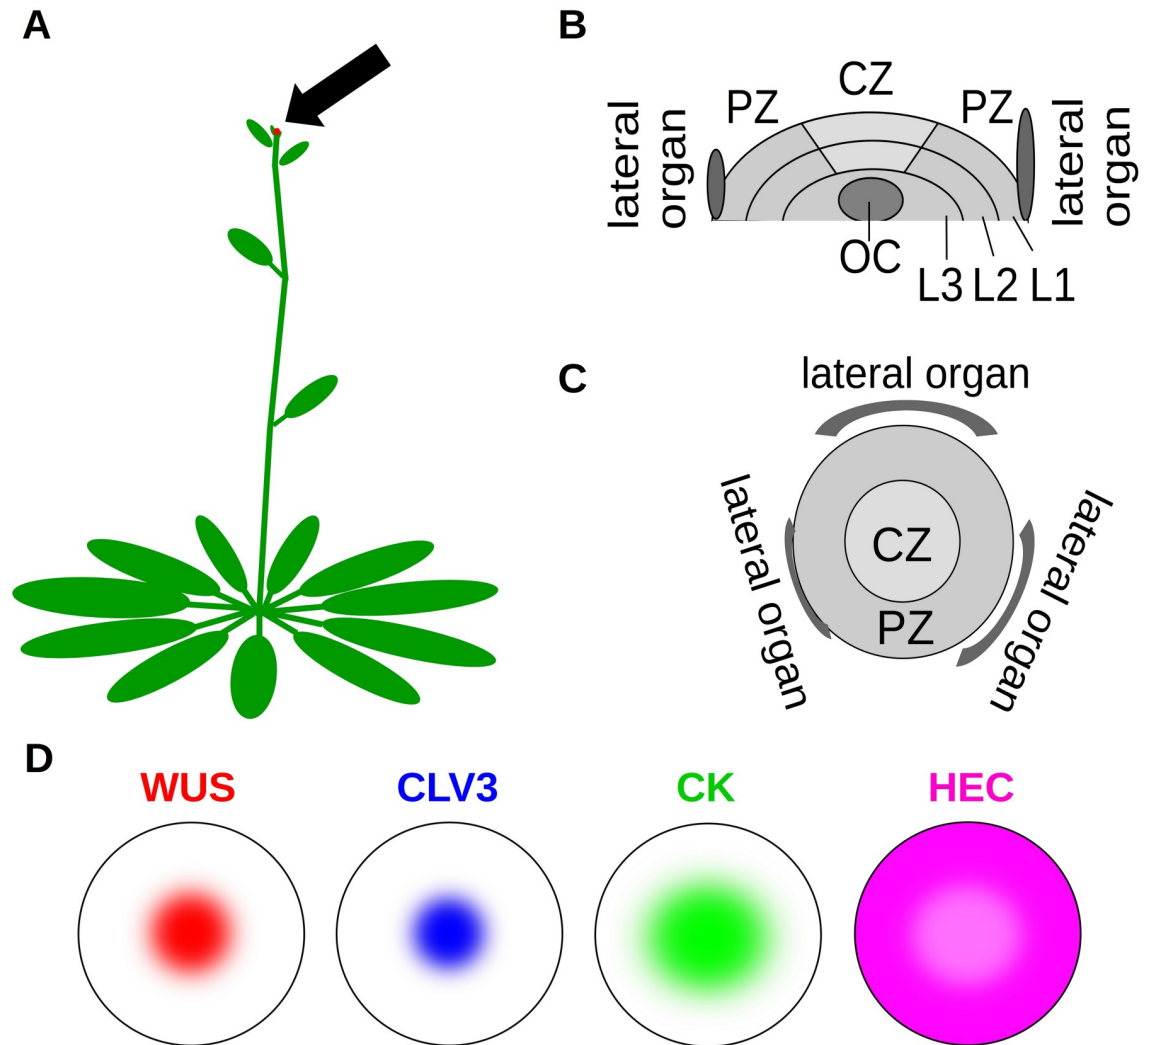 A
B
CZ
PZ
PZ
lateral
organ
lateral
organ
OC
L3 L2 L1
C
lateral organ
lateral organ
lateral organ
CZ
PZ
D
WUS
CLV3
CK
HEC